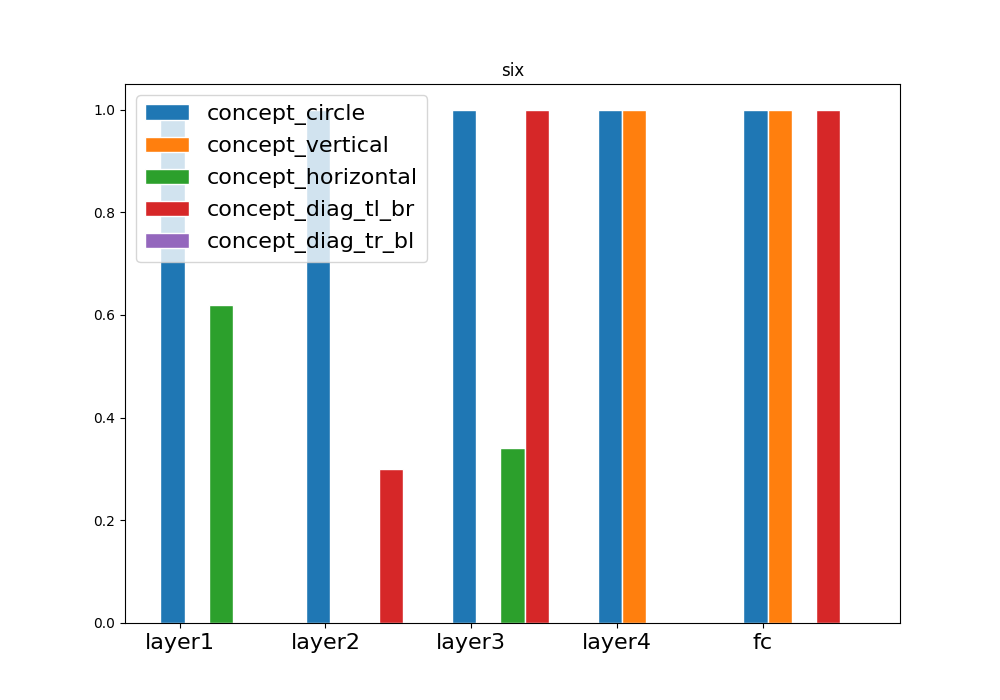 six
1.0
0.8
0.6
0.4
0.2
0.0
concept_circle
concept_vertical
concept_horizontal
concept_diag_tl_br
concept_diag_tr_bl
layer1 layer2 layer3 layer4 fc